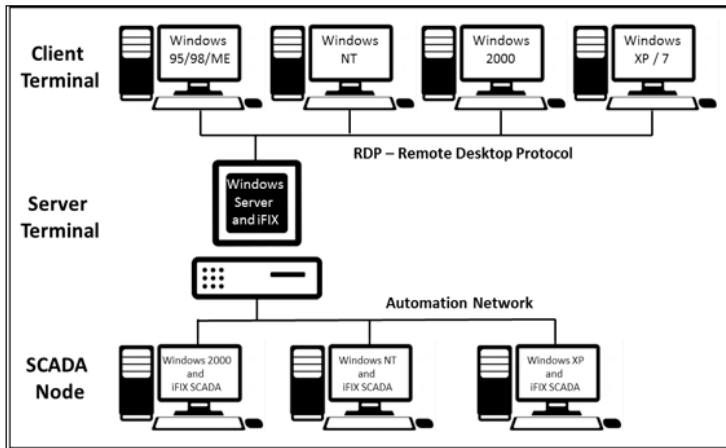 Client
Terminal
Windows
95/98/ME
Windows
NT
Windows
2000
Windows
XP / 7
RDP – Remote Desktop Protocol
Server
Terminal
Windows
Server
and iFIX
Automation Network
SCADA
Node
Windows 2000
and
iFIX SCADA
Windows NT
and
iFIX SCADA
Windows XP
and
iFIX SCADA